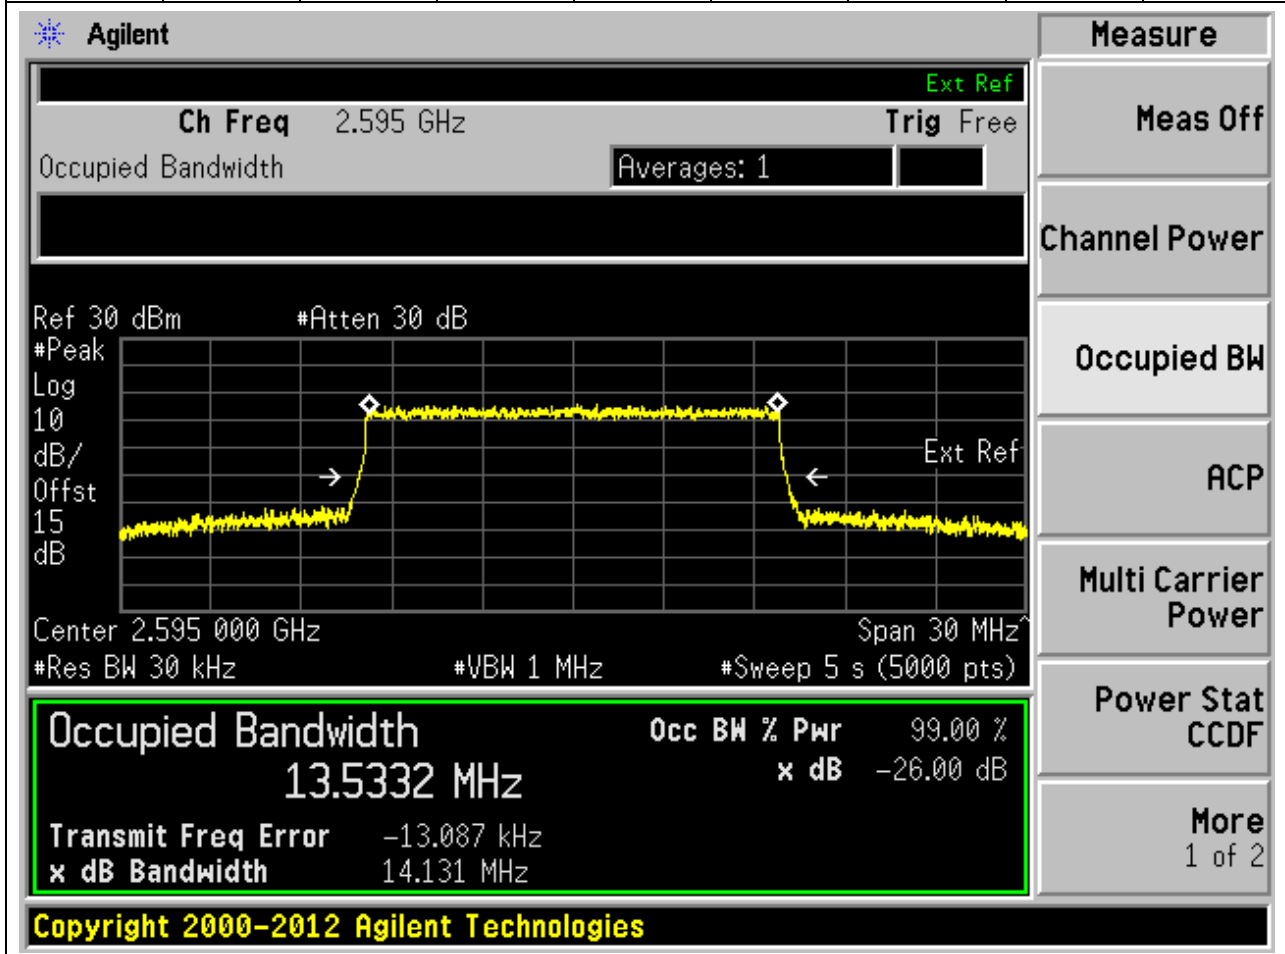 Agilent
Measure
Ext Ref
Ch Freq 2.595 GHz Trig Free
Meas Off
Occupied Bandwidth Averages: 1
Channel Power
Ref 30 dBm #Atten 30 dB
#Peak
Log
10
dB/
Offst
15
dB
Ext Ref
Occupied BW
ACP
Center 2.595 000 GHz Span 30 MHz^
#Res BW 30 kHz #VBW 1 MHz #Sweep 5 s (5000 pts)
Multi Carrier
Power
Occupied Bandwidth Occ BW % Pwr 99.00 %
13.5332 MHz x dB -26.00 dB
Power Stat
CCDF
Transmit Freq Error -13.087 kHz
x dB Bandwidth 14.131 MHz
More
1 of 2
Copyright 2000-2012 Agilent Technologies